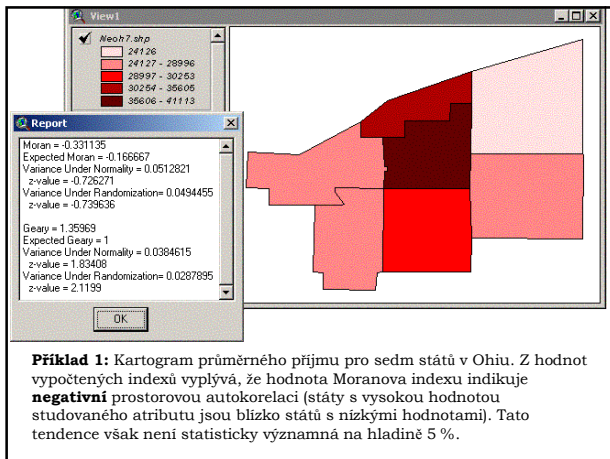 View1
Neoh7.shp
24126
24127 - 28996
28997 - 30253
30254 - 35605
35606 - 41113
Report
Moran = -0.331135
Expected Moran = -0.166667
Variance Under Normality = 0.0512821
z-value = -0.726271
Variance Under Randomization= 0.0494455
z-value = -0.739636
Geary = 1.35969
Expected Geary = 1
Variance Under Normality = 0.0384615
z-value = 1.83408
Variance Under Randomization= 0.0287895
z-value = 2.1199
OK
Příklad 1: Kartogram průměrného příjmu pro sedm států v Ohiu. Z hodnot
vypočtených indexů vyplývá, že hodnota Moranova indexu indikuje
negativní prostorovou autokorelaci (státy s vysokou hodnotou
studovaného atributu jsou blízko států s nízkými hodnotami). Tato
tendence však není statisticky významná na hladině 5 %.